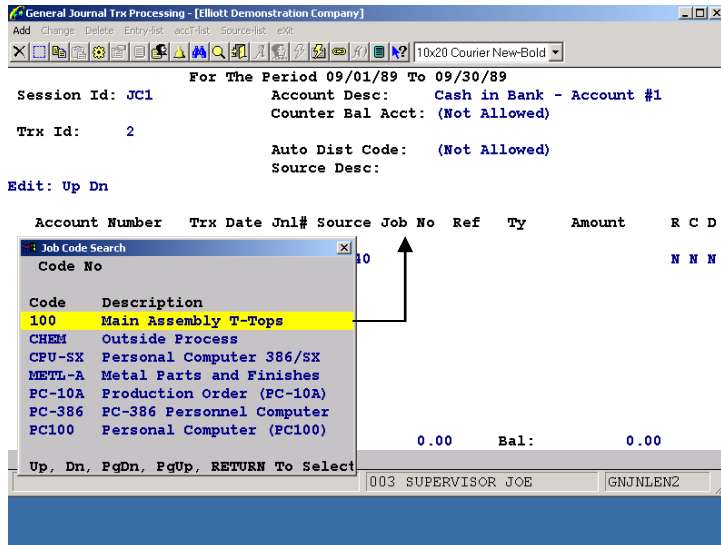 General Journal Trx Processing - [Elliott Demonstration Company]
Add Change Delete Entry-list accT-list Source-list eXit
10x20 Courier New-Bold
For The Period 09/01/89 To 09/30/89
Session Id: JC1 Account Desc: Cash in Bank - Account #1
Counter Bal Acct: (Not Allowed)
Trx Id: 2
Auto Dist Code: (Not Allowed)
Source Desc:
Edit: Up Dn
Account Number Trx Date Jnl# Source Job No Ref Ty Amount R C D
N N N
Job Code Search
Code No
Code Description
100 Main Assembly T-Tops
CHEM Outside Process
CPU-SX Personal Computer 386/SX
METL-A Metal Parts and Finishes
PC-10A Production Order (PC-10A)
PC-386 PC-386 Personnel Computer
PC100 Personal Computer (PC100)
0.00 Bal: 0.00
Up, Dn, PgDn, PgUp, RETURN To Select
003 SUPERVISOR JOE GNJNLEN2